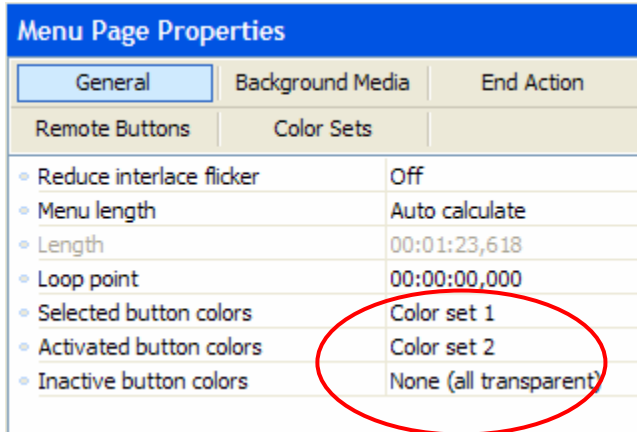 Menu Page Properties
General Background Media End Action
Remote Buttons Color Sets
Reduce interlace flicker Off
Menu length Auto calculate
Length 00:01:23,618
Loop point 00:00:00,000
Selected button colors Color set 1
Activated button colors Color set 2
Inactive button colors None (all transparent)